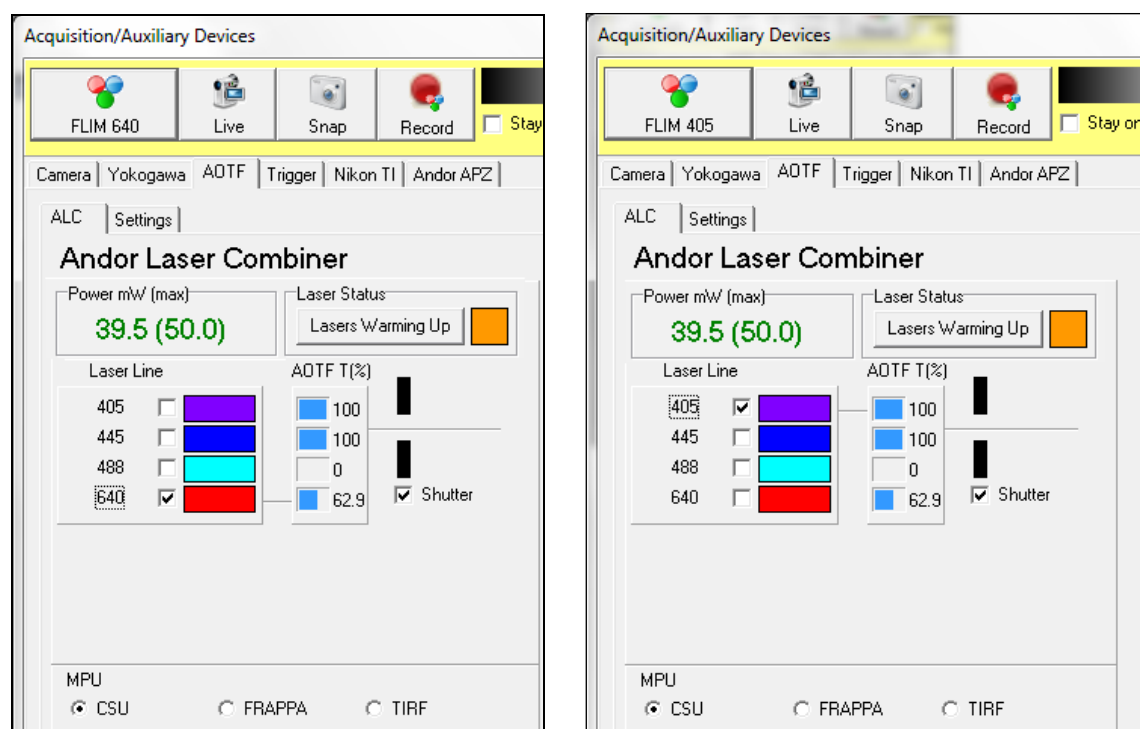 Acquisition/Auxiliary Devices
FLIM 640 Live Snap Record Stay
Camera Yokogawa AOTF Trigger Nikon TI Andor APZ
ALC Settings
Andor Laser Combiner
Power mW (max) Laser Status
39.5 (50.0) Lasers Warming Up
Laser Line AOTF T(%)
405 100
445 100
488 0
640 62.9 Shutter
MPU
CSU FRAPPA TIRF
Acquisition/Auxiliary Devices
FLIM 405 Live Snap Record Stay on
Camera Yokogawa AOTF Trigger Nikon TI Andor APZ
ALC Settings
Andor Laser Combiner
Power mW (max) Laser Status
39.5 (50.0) Lasers Warming Up
Laser Line AOTF T(%)
405 100
445 100
488 0
640 62.9 Shutter
MPU
CSU FRAPPA TIRF